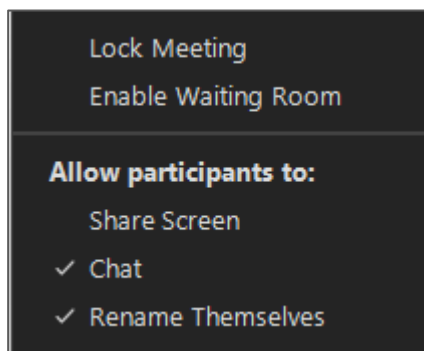 Lock Meeting
Enable Waiting Room
Allow participants to:
Share Screen
✓ Chat
✓ Rename Themselves